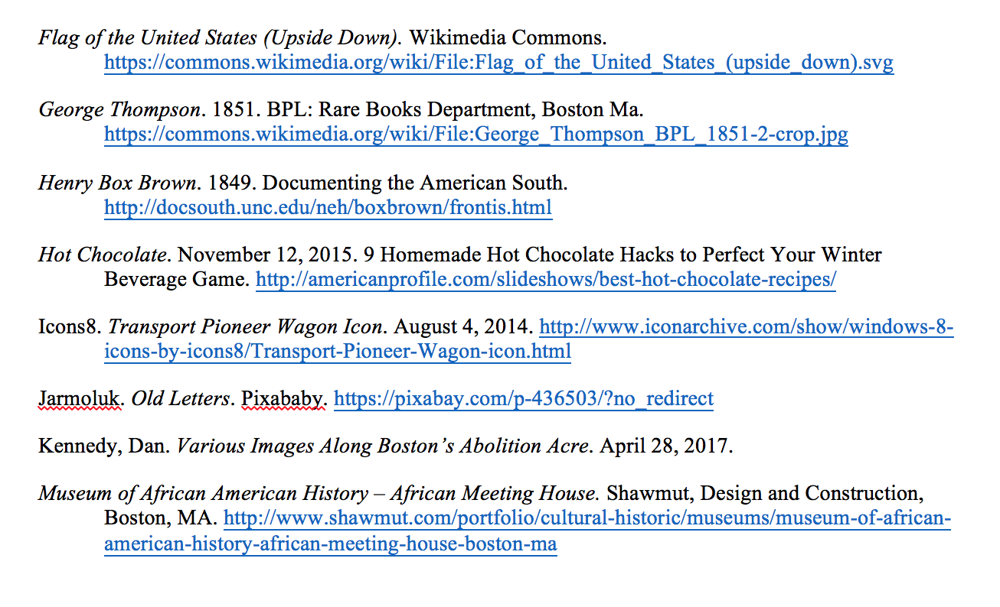 Flag of the United States (Upside Down). Wikimedia Commons.
https://commons.wikimedia.org/wiki/File:Flag_of_the_United_States_(upside_down).svg
George Thompson. 1851. BPL: Rare Books Department, Boston Ma.
https://commons.wikimedia.org/wiki/File:George_Thompson_BPL_1851-2-crop.jpg
Henry Box Brown. 1849. Documenting the American South.
http://docsouth.unc.edu/neh/boxbrown/frontis.html
Hot Chocolate. November 12, 2015. 9 Homemade Hot Chocolate Hacks to Perfect Your Winter
Beverage Game. http://americanprofile.com/slideshows/best-hot-chocolate-recipes/
Icons8. Transport Pioneer Wagon Icon. August 4, 2014. http://www.iconarchive.com/show/windows-8-
icons-by-icons8/Transport-Pioneer-Wagon-icon.html
Jarmoluk. Old Letters. Pixababy. https://pixabay.com/p-436503/?no_redirect
Kennedy, Dan. Various Images Along Boston’s Abolition Acre. April 28, 2017.
Museum of African American History – African Meeting House. Shawmut, Design and Construction,
Boston, MA. http://www.shawmut.com/portfolio/cultural-historic/museums/museum-of-african-
american-history-african-meeting-house-boston-ma